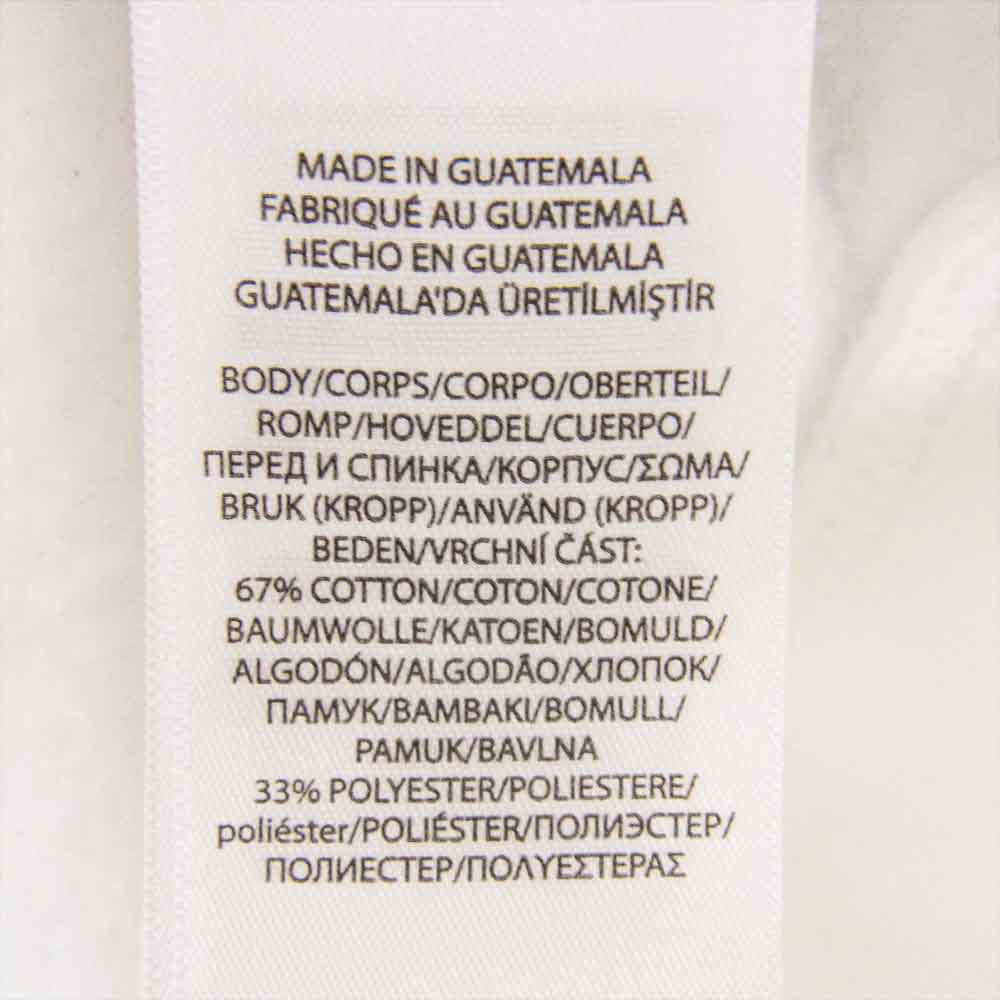 MADE IN GUATEMALA
FABRIQUÉ AU GUATEMALA
HECHO EN GUATEMALA
GUATEMALA'DA ÜRETİLMİŞTİR
BODY/CORPS/CORPO/OBERTEIL/
ROMP/HOVEDDEL/CUERPO/
ПЕРЕД И СПИНКА/КОРПУС/ΣΩΜΑ/
BRUK (KROPP)/ANVÄND (KROPP)/
BEDEN/VRCHNÍ ČÁST:
67% COTTON/COTON/COTONE/
BAUMWOLLE/KATOEN/BOMULD/
ALGODÓN/ALGODÃO/ХЛОПОК/
ПАМУК/ΒΑΜΒΑΚΙ/BOMULL/
PAMUK/BAVLNA
33% POLYESTER/POLIESTERE/
poliéster/POLIÉSTER/ПОЛИЭСТЕР/
ПОЛИЕСТЕР/ΠΟΛΥΕΣΤΕΡΑΣ